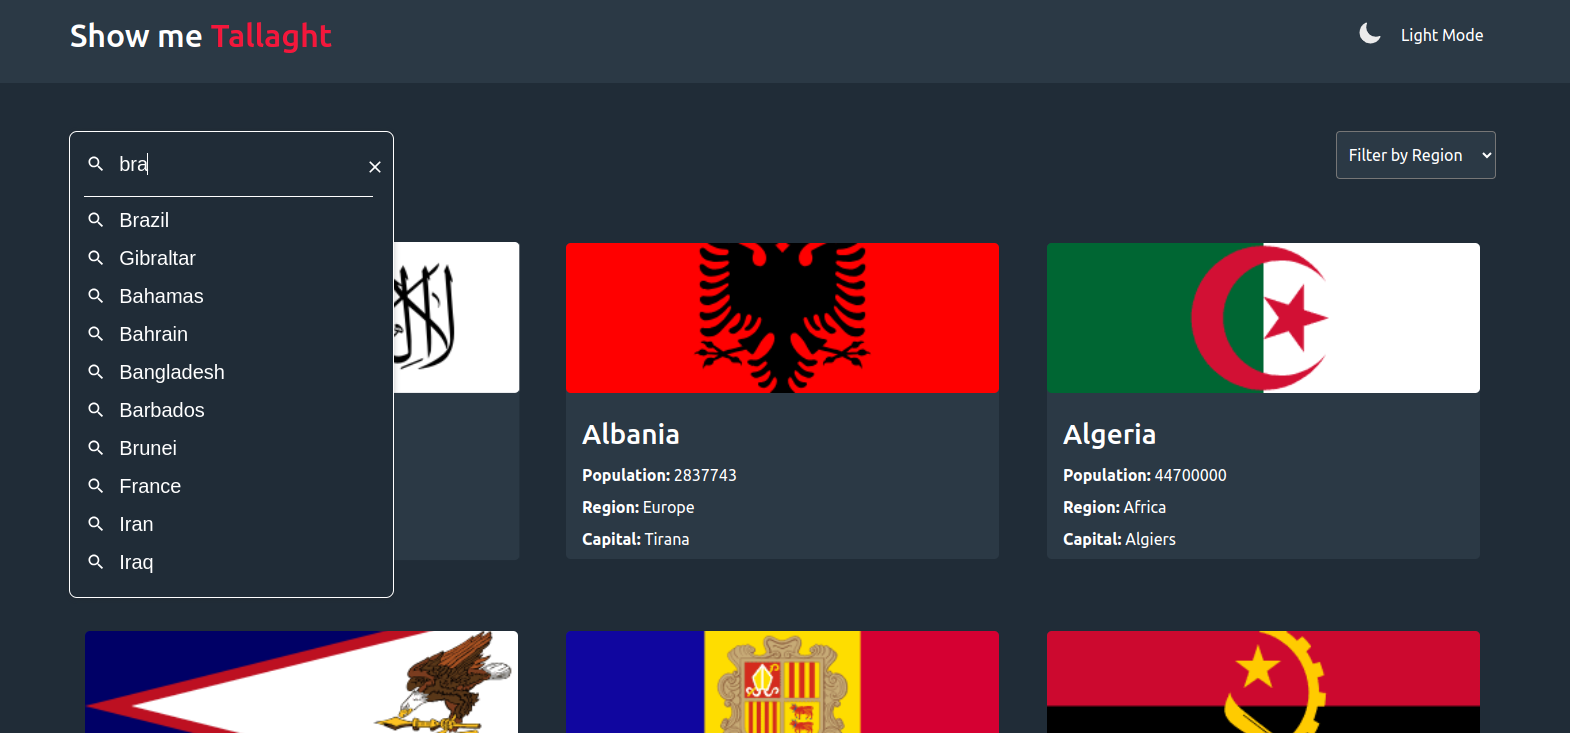 Show me Tallaght
Light Mode
bra
Filter by Region
Brazil
Gibraltar
Bahamas
Bahrain
Bangladesh
Barbados
Brunei
France
Iran
Iraq
Albania
Population: 2837743
Region: Europe
Capital: Tirana
Algeria
Population: 44700000
Region: Africa
Capital: Algiers